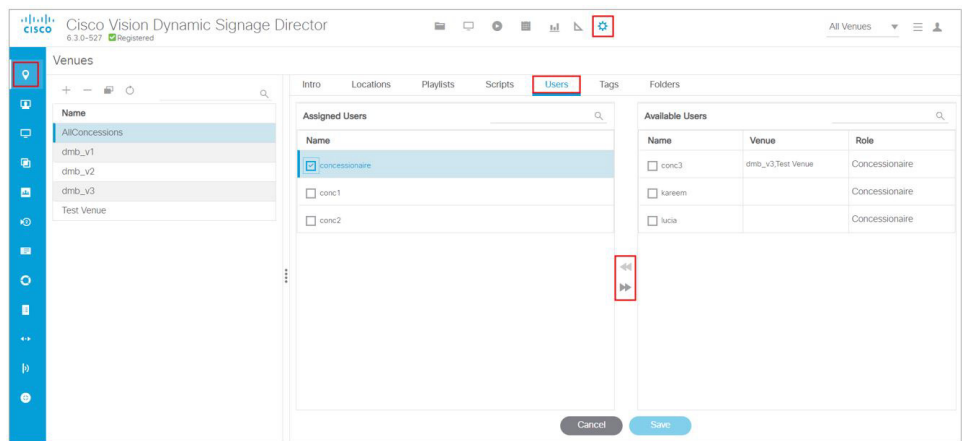 CISCO
Cisco Vision Dynamic Signage Director
6.3.0-527 Registered
All Venues
Venues
Name
AllConcessions
dmb_v1
dmb_v2
dmb_v3
Test Venue
Intro Locations Playlists Scripts Users Tags Folders
Assigned Users
Name
concessionaire
conc1
conc2
Available Users
Name Venue Role
conc3 dmb_v3,Test Venue Concessionaire
kareem Concessionaire
lucia Concessionaire
Cancel Save